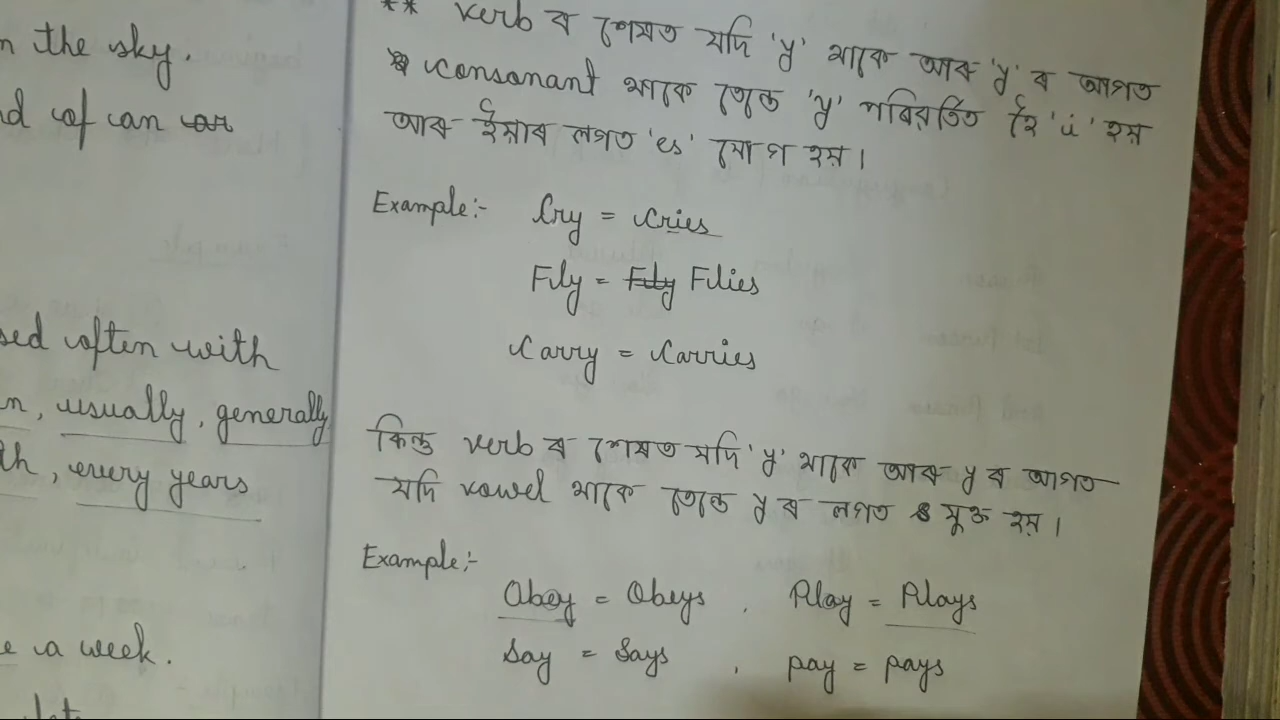 n the sky.
nd of can or
sed often with
n, usually, generally
th, every years
e a week.
** verb ৰ শেষত যদি 'y' থাকে আৰু 'y' ৰ আগত
consonant থাকে তেন্তে 'y' পৰিৱৰ্তিত হৈ 'i' হয়
আৰু ইয়াৰ লগত 'es' যোগ হয়।
Example:- Cry = Cries
Fly = Fly Flies
Carry = Carries
কিন্তু verb ৰ শেষত যদি 'y' থাকে আৰু y ৰ আগত
যদি vowel থাকে তেন্তে y ৰ লগত s যুক্ত হয়।
Example:-
Obey = Obeys , Play = Plays
Say = Says , pay = pays